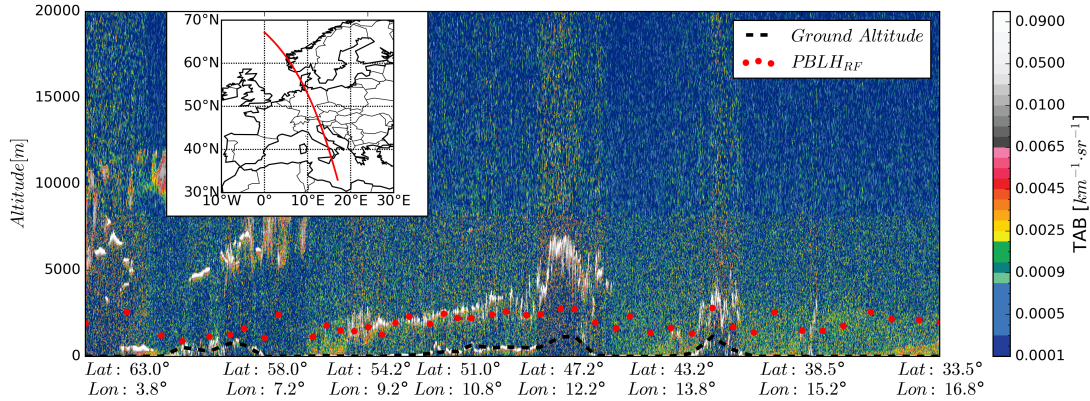 20000
15000
10000
5000
0
Altitude[m]
70°N
60°N
50°N
40°N
30°N
10°W 0° 10°E 20°E 30°E
Ground Altitude
PBLH_RF
0.0900
0.0500
0.0100
0.0065
0.0045
0.0025
0.0009
0.0001
TAB [km⁻¹.sr⁻¹]
Lat : 63.0° Lat : 58.0° Lat : 54.2° Lat : 51.0° Lat : 47.2° Lat : 43.2° Lat : 38.5° Lat : 33.5°
Lon : 3.8° Lon : 7.2° Lon : 9.2° Lon : 10.8° Lon : 12.2° Lon : 13.8° Lon : 15.2° Lon : 16.8°